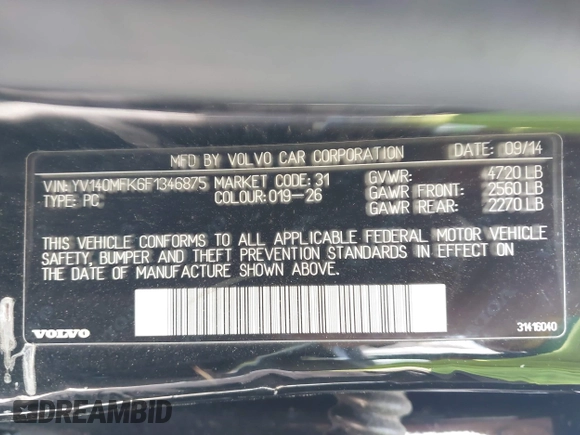 MFD BY VOLVO CAR CORPORATION DATE: 09/14
VIN: YV140MFK6F1346875 MARKET CODE: 31 GVWR: 4720 LB
TYPE: PC COLOUR: 019-26 GAWR FRONT: 2560 LB
GAWR REAR: 2270 LB
THIS VEHICLE CONFORMS TO ALL APPLICABLE FEDERAL MOTOR VEHICLE
SAFETY, BUMPER AND THEFT PREVENTION STANDARDS IN EFFECT ON
THE DATE OF MANUFACTURE SHOWN ABOVE.
VOLVO 31416040
DREAMBID